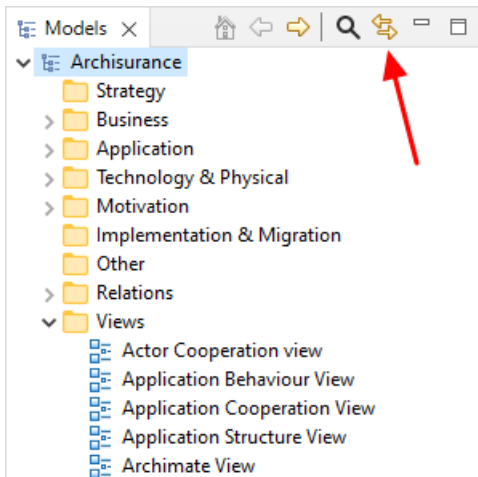 Models
Archisurance
Strategy
Business
Application
Technology & Physical
Motivation
Implementation & Migration
Other
Relations
Views
Actor Cooperation view
Application Behaviour View
Application Cooperation View
Application Structure View
Archimate View